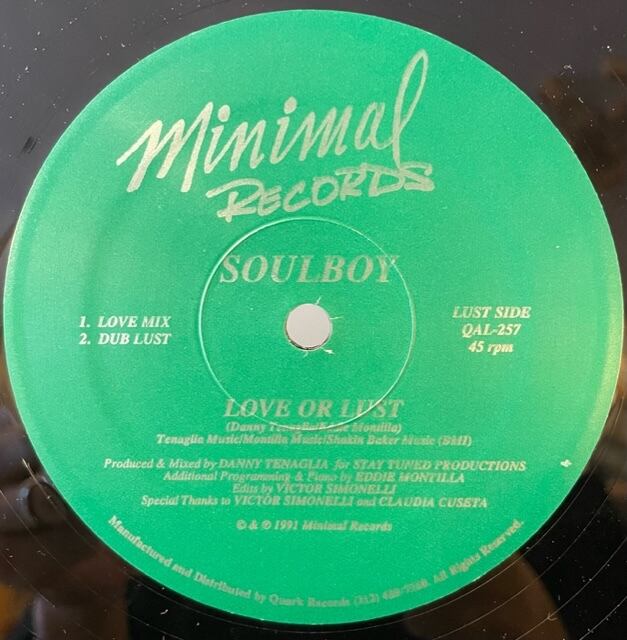 Minimal
RECORDS
SOULBOY
1. LOVE MIX
2. DUB LUST
LUST SIDE
QAL-257
45 rpm
LOVE OR LUST
(Danny Montilla)
Tenaglia Music/Montilla Music/Shakin Baker Music (BMI)
Produced & Mixed by DANNY TENAGLIA for STAY TUNED PRODUCTIONS
Additional Programming & Piano by EDDIE MONTILLA
Edits by VICTOR SIMONELLI
Special Thanks to VICTOR SIMONELLI and CLAUDIA CUSETA
© & ℗ 1991 Minimal Records
Manufactured and Distributed by Quark Records (212) All Rights Reserved.